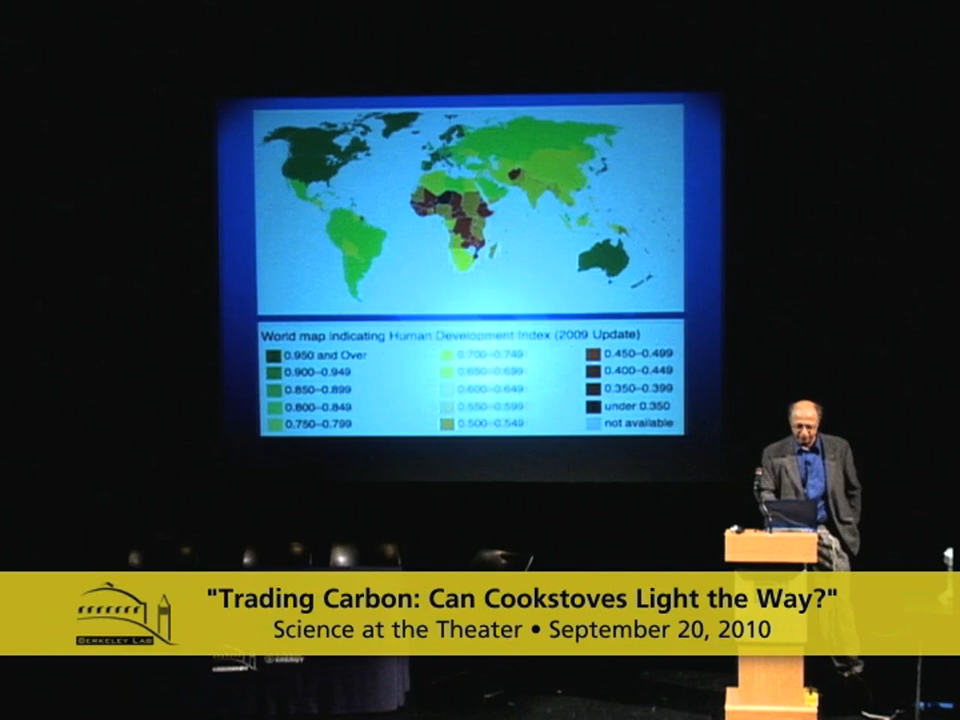 World map indicating Human Development Index (2009 Update)
0.950 and Over
0.900–0.949
0.850–0.899
0.800–0.849
0.750–0.799
0.700–0.749
0.650–0.699
0.600–0.649
0.550–0.599
0.500–0.549
0.450–0.499
0.400–0.449
0.350–0.399
under 0.350
not available
BERKELEY LAB
"Trading Carbon: Can Cookstoves Light the Way?"
Science at the Theater • September 20, 2010
ENERGY